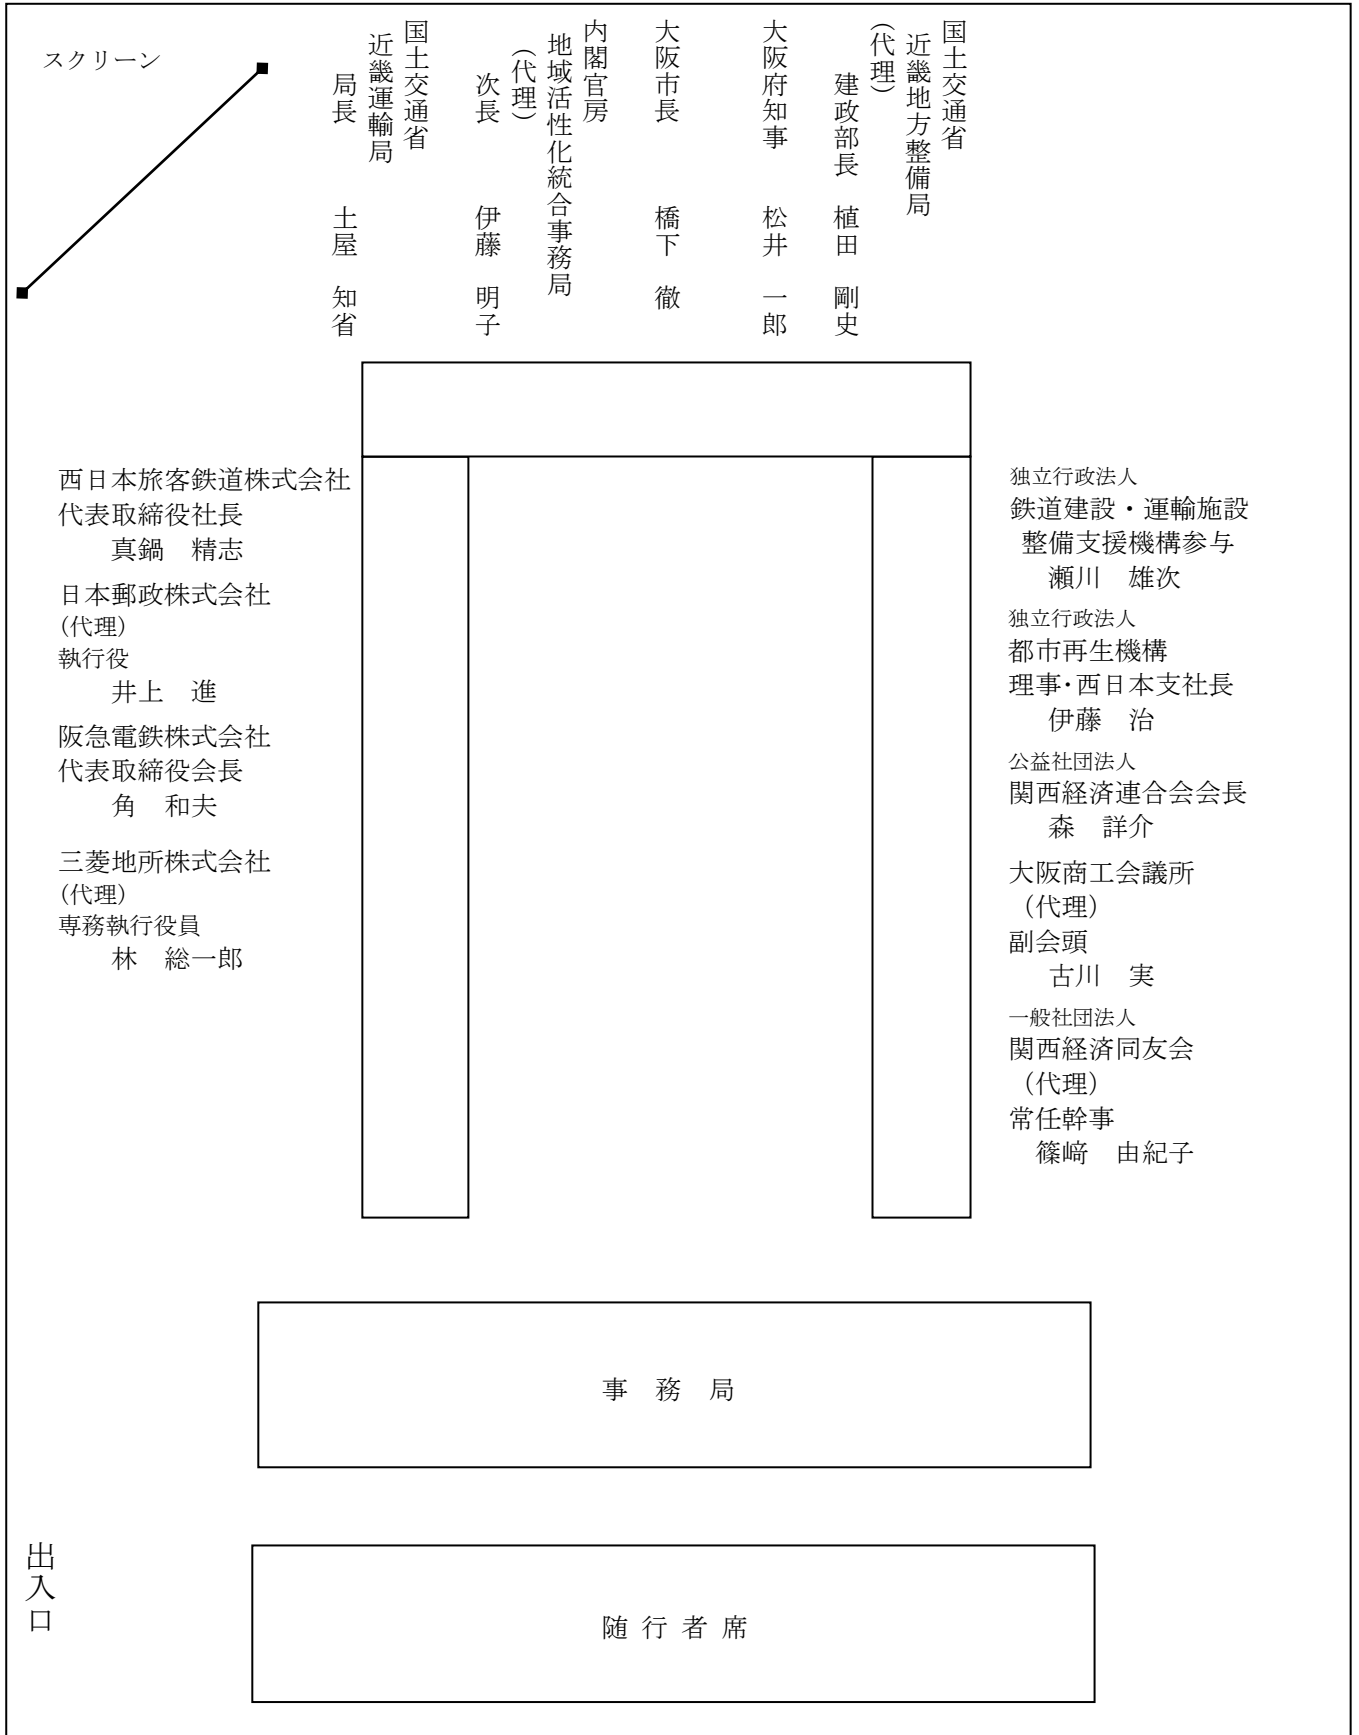 スクリーン
国土交通省
近畿地方整備局
(代理)
建政部長　植田　剛史
大阪府知事　松井　一郎
大阪市長　橋下　徹
内閣官房
地域活性化統合事務局
(代理)
次長　伊藤　明子
国土交通省
近畿運輸局
局長　土屋　知省
西日本旅客鉄道株式会社
代表取締役社長
真鍋　精志
日本郵政株式会社
(代理)
執行役
井上　進
阪急電鉄株式会社
代表取締役会長
角　和夫
三菱地所株式会社
(代理)
専務執行役員
林　総一郎
独立行政法人
鉄道建設・運輸施設
整備支援機構参与
瀬川　雄次
独立行政法人
都市再生機構
理事・西日本支社長
伊藤　治
公益社団法人
関西経済連合会会長
森　詳介
大阪商工会議所
(代理)
副会頭
古川　実
一般社団法人
関西経済同友会
(代理)
常任幹事
篠﨑　由紀子
事　務　局
出入口
随 行 者 席